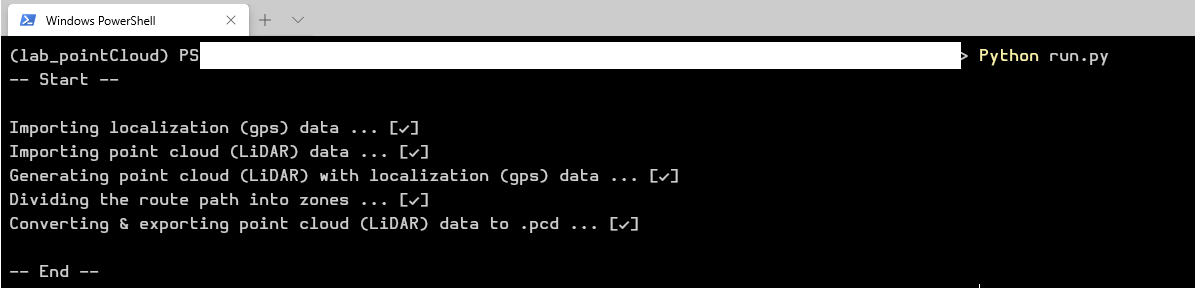 Windows PowerShell
(lab_pointCloud) PS > Python run.py
-- Start --
Importing localization (gps) data ... [✓]
Importing point cloud (LiDAR) data ... [✓]
Generating point cloud (LiDAR) with localization (gps) data ... [✓]
Dividing the route path into zones ... [✓]
Converting & exporting point cloud (LiDAR) data to .pcd ... [✓]
-- End --